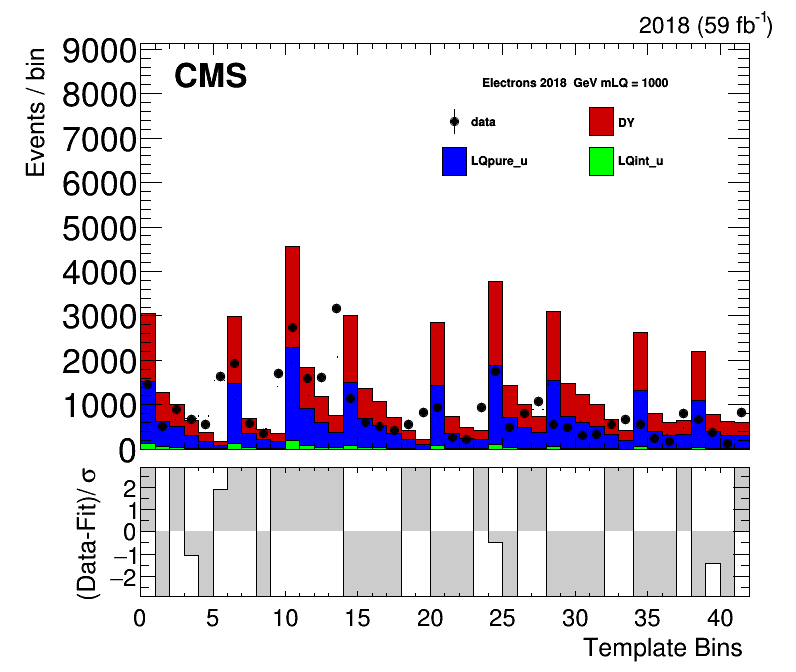 2018 (59 fb-1)
CMS
Electrons 2018 GeV mLQ = 1000
data
DY
LQpure_u
LQint_u
Events / bin
9000
8000
7000
6000
5000
4000
3000
2000
1000
0
(Data-Fit)/ σ
2
1
0
−1
−2
0 5 10 15 20 25 30 35 40
Template Bins